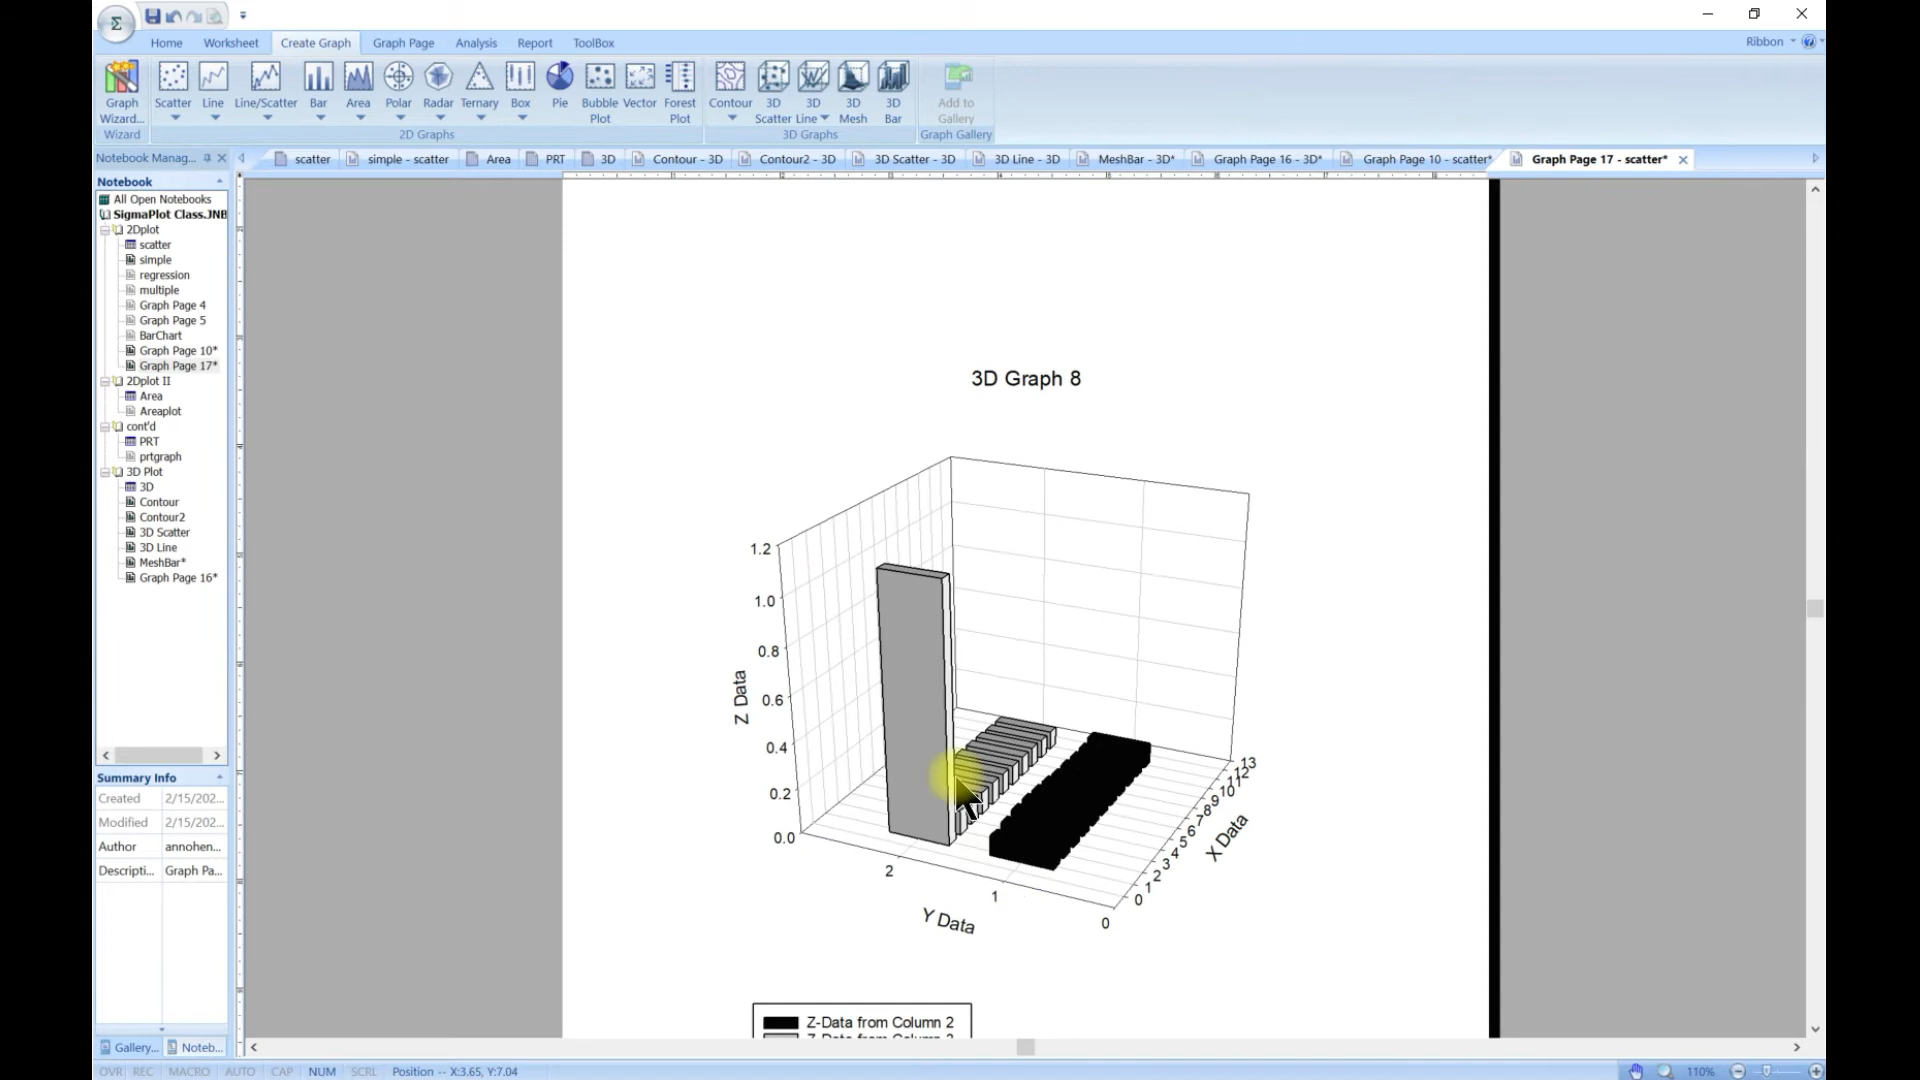 Home Worksheet Create Graph Graph Page Analysis Report ToolBox Ribbon
Graph Wizard...
Scatter
Line
Line/Scatter
Bar
Area
Polar
Radar
Ternary
Box
Pie
Bubble Plot
Vector
Forest Plot
Contour
3D Scatter
3D Line
3D Mesh
3D Bar
Add to Gallery
Wizard 2D Graphs 3D Graphs Graph Gallery
Notebook Manag...
scatter simple - scatter Area PRT 3D Contour - 3D Contour2 - 3D 3D Scatter - 3D 3D Line - 3D MeshBar - 3D* Graph Page 16 - 3D* Graph Page 10 - scatter* Graph Page 17 - scatter*
Notebook
All Open Notebooks
SigmaPlot Class.JNB
2Dplot
scatter
simple
regression
multiple
Graph Page 4
Graph Page 5
BarChart
Graph Page 10*
Graph Page 17*
2Dplot II
Area
Areaplot
cont'd
PRT
prtgraph
3D Plot
3D
Contour
Contour2
3D Scatter
3D Line
MeshBar*
Graph Page 16*
Summary Info
Created 2/15/202...
Modified 2/15/202...
Author annohen...
Descripti... Graph Pa...
Gallery... Noteb...
3D Graph 8
1.2
1.0
0.8
0.6
0.4
0.2
0.0
Z Data
2
1
0
Y Data
0
1
2
3
4
5
6
7
8
9
10
11
12
13
X Data
Z-Data from Column 2
OVR REC MACRO AUTO CAP NUM SCRL Position -- X:3.65, Y:7.04 110%